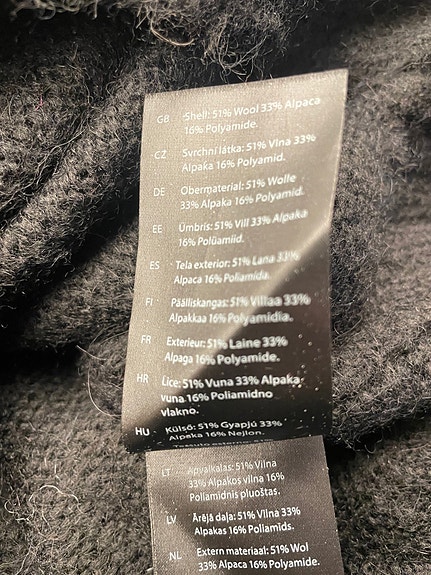 GB Shell: 51% Wool 33% Alpaca
16% Polyamide.
CZ Svrchní látka: 51% Vlna 33%
Alpaka 16% Polyamid.
DE Obermaterial: 51% Wolle
33% Alpaka 16% Polyamid.
EE Ümbris: 51% Vill 33% Alpaka
16% Polüamiid.
ES Tela exterior: 51% Lana 33%
Alpaca 16% Poliamida.
FI Päälliskangas: 51% Villaa 33%
Alpakkaa 16% Polyamidia.
FR Exterieur: 51% Laine 33%
Alpaga 16% Polyamide.
HR Lice: 51% Vuna 33% Alpaka
vuna 16% Poliamidno
vlakno.
HU Külső: 51% Gyapjú 33%
Alpaka 16% Nejlon.
Tessuto esterno: 51%
LT Apvalkalas: 51% Vilna
33% Alpakos vilna 16%
Poliamidinis pluoštas.
LV Ārējā daļa: 51% Vilna 33%
Alpakas 16% Poliamīds.
NL Extern materiaal: 51% Wol
33% Alpaca 16% Polyamide.